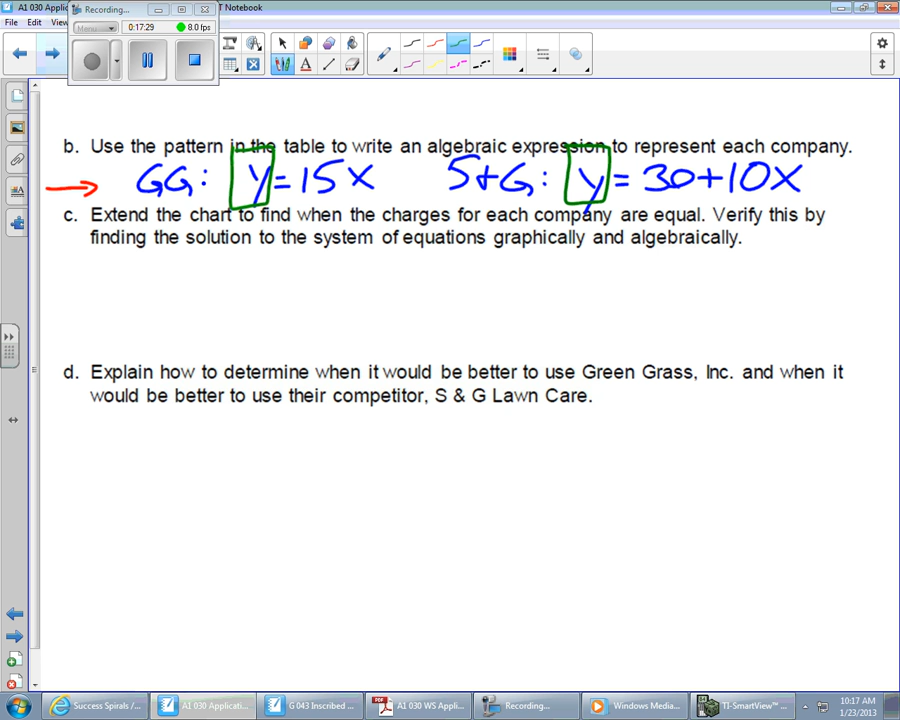 A1 030 Applic
T Notebook
Recording...
File Edit View
Menu
0:17:29
8.0 fps
b. Use the pattern in the table to write an algebraic expression to represent each company.
GG: y=15x S+G: y=30+10x
c. Extend the chart to find when the charges for each company are equal. Verify this by
finding the solution to the system of equations graphically and algebraically.
d. Explain how to determine when it would be better to use Green Grass, Inc. and when it
would be better to use their competitor, S & G Lawn Care.
Success Spirals /...
A1 030 Applicati...
G 043 Inscribed ...
A1 030 WS Appli...
Recording...
Windows Media...
TI-SmartView™ ...
10:17 AM
1/23/2013